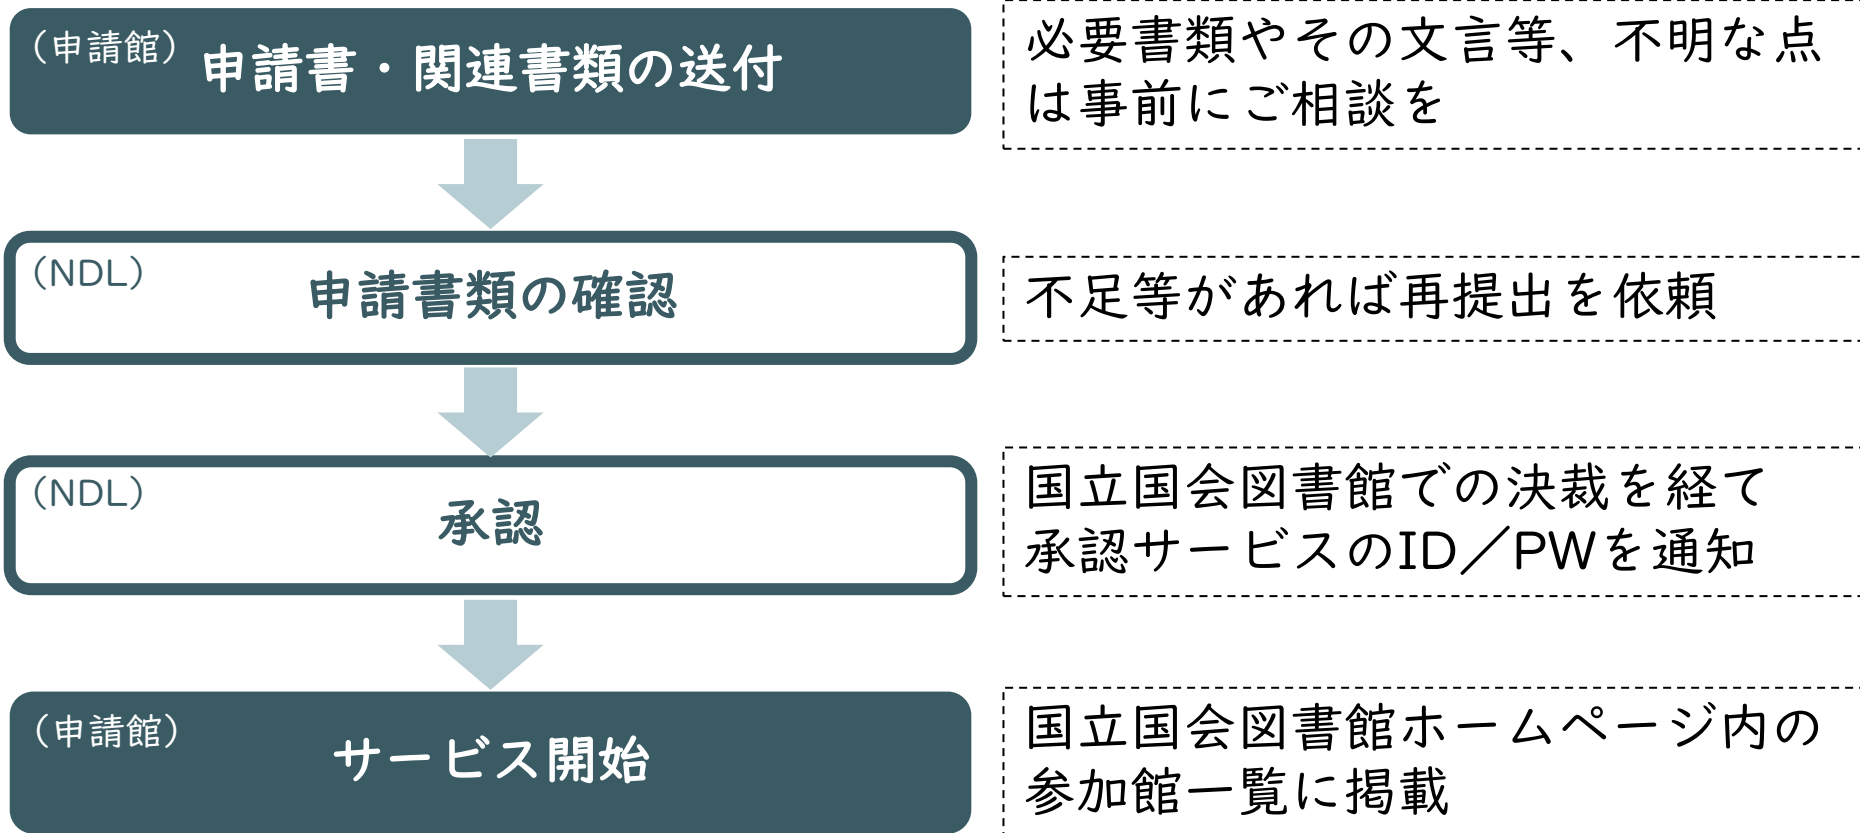 （申請館）
申請書・関連書類の送付
必要書類やその文言等、不明な点
は事前にご相談を
（NDL）
申請書類の確認
不足等があれば再提出を依頼
（NDL）
承認
国立国会図書館での決裁を経て
承認サービスのID／PWを通知
（申請館）
サービス開始
国立国会図書館ホームページ内の
参加館一覧に掲載